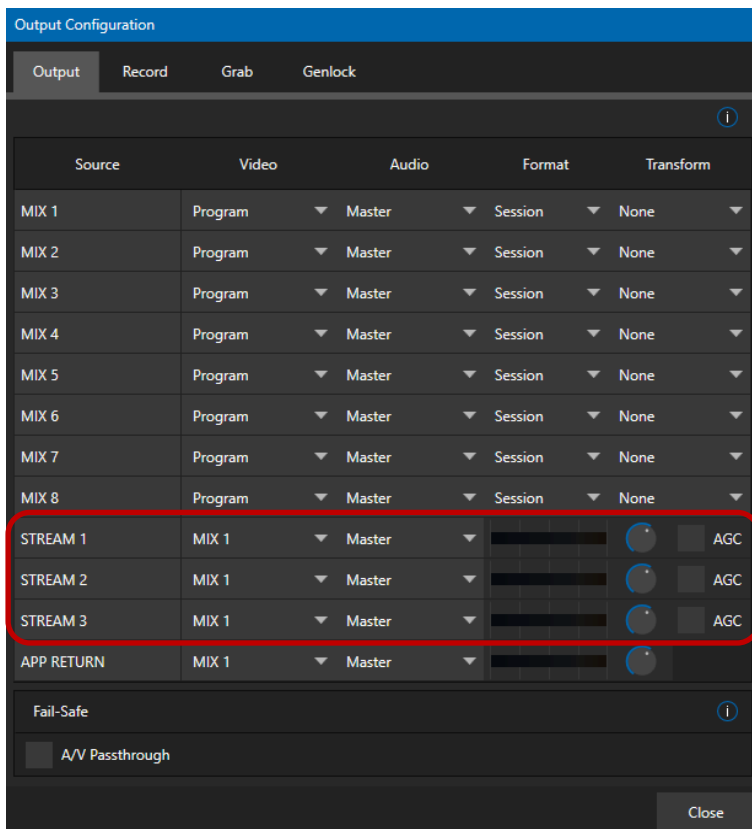 Output Configuration
Output Record Grab Genlock
Source Video Audio Format Transform
MIX 1 Program Master Session None
MIX 2 Program Master Session None
MIX 3 Program Master Session None
MIX 4 Program Master Session None
MIX 5 Program Master Session None
MIX 6 Program Master Session None
MIX 7 Program Master Session None
MIX 8 Program Master Session None
STREAM 1 MIX 1 Master AGC
STREAM 2 MIX 1 Master AGC
STREAM 3 MIX 1 Master AGC
APP RETURN MIX 1 Master
Fail-Safe
A/V Passthrough
Close